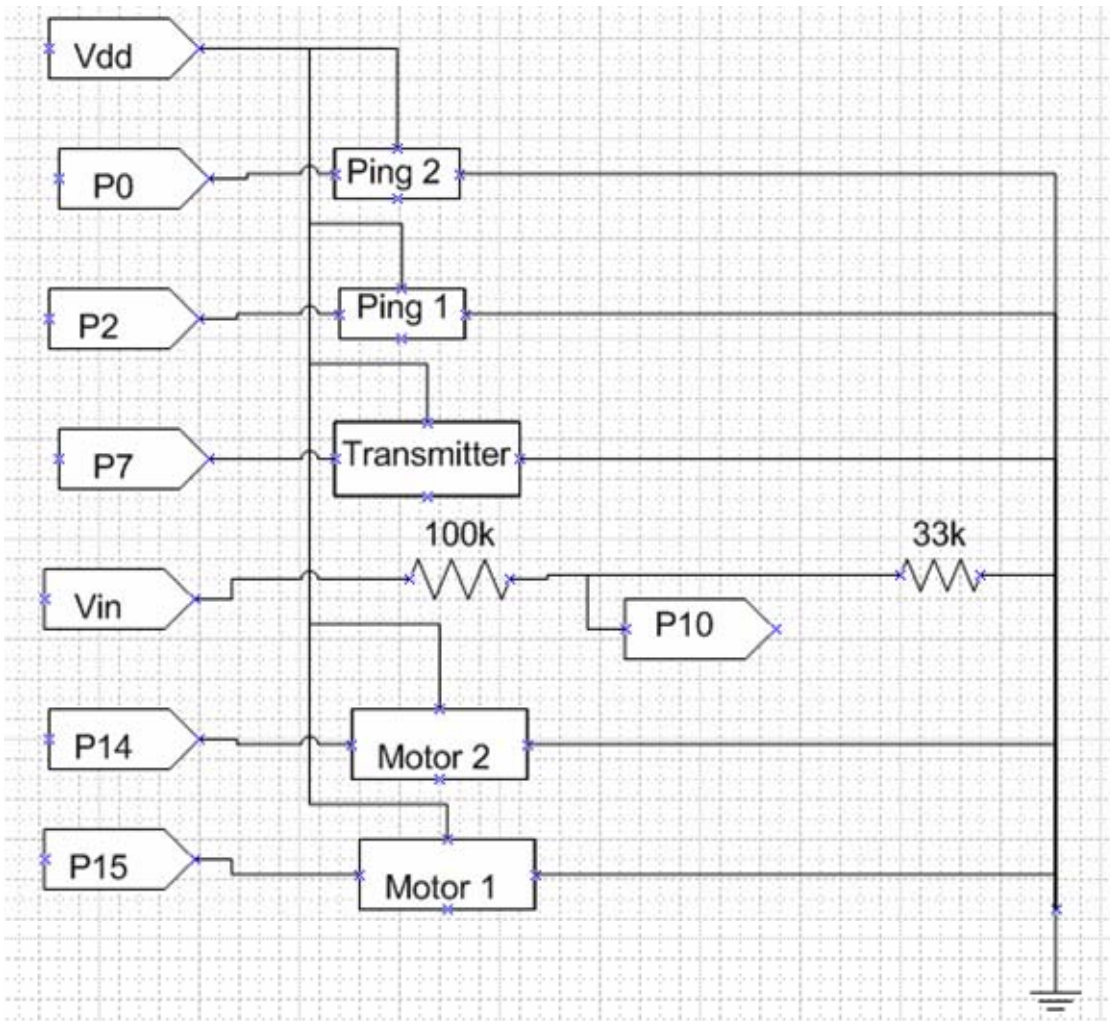 Vdd
P0
Ping 2
P2
Ping 1
P7
Transmitter
100k
33k
Vin
P10
P14
Motor 2
P15
Motor 1